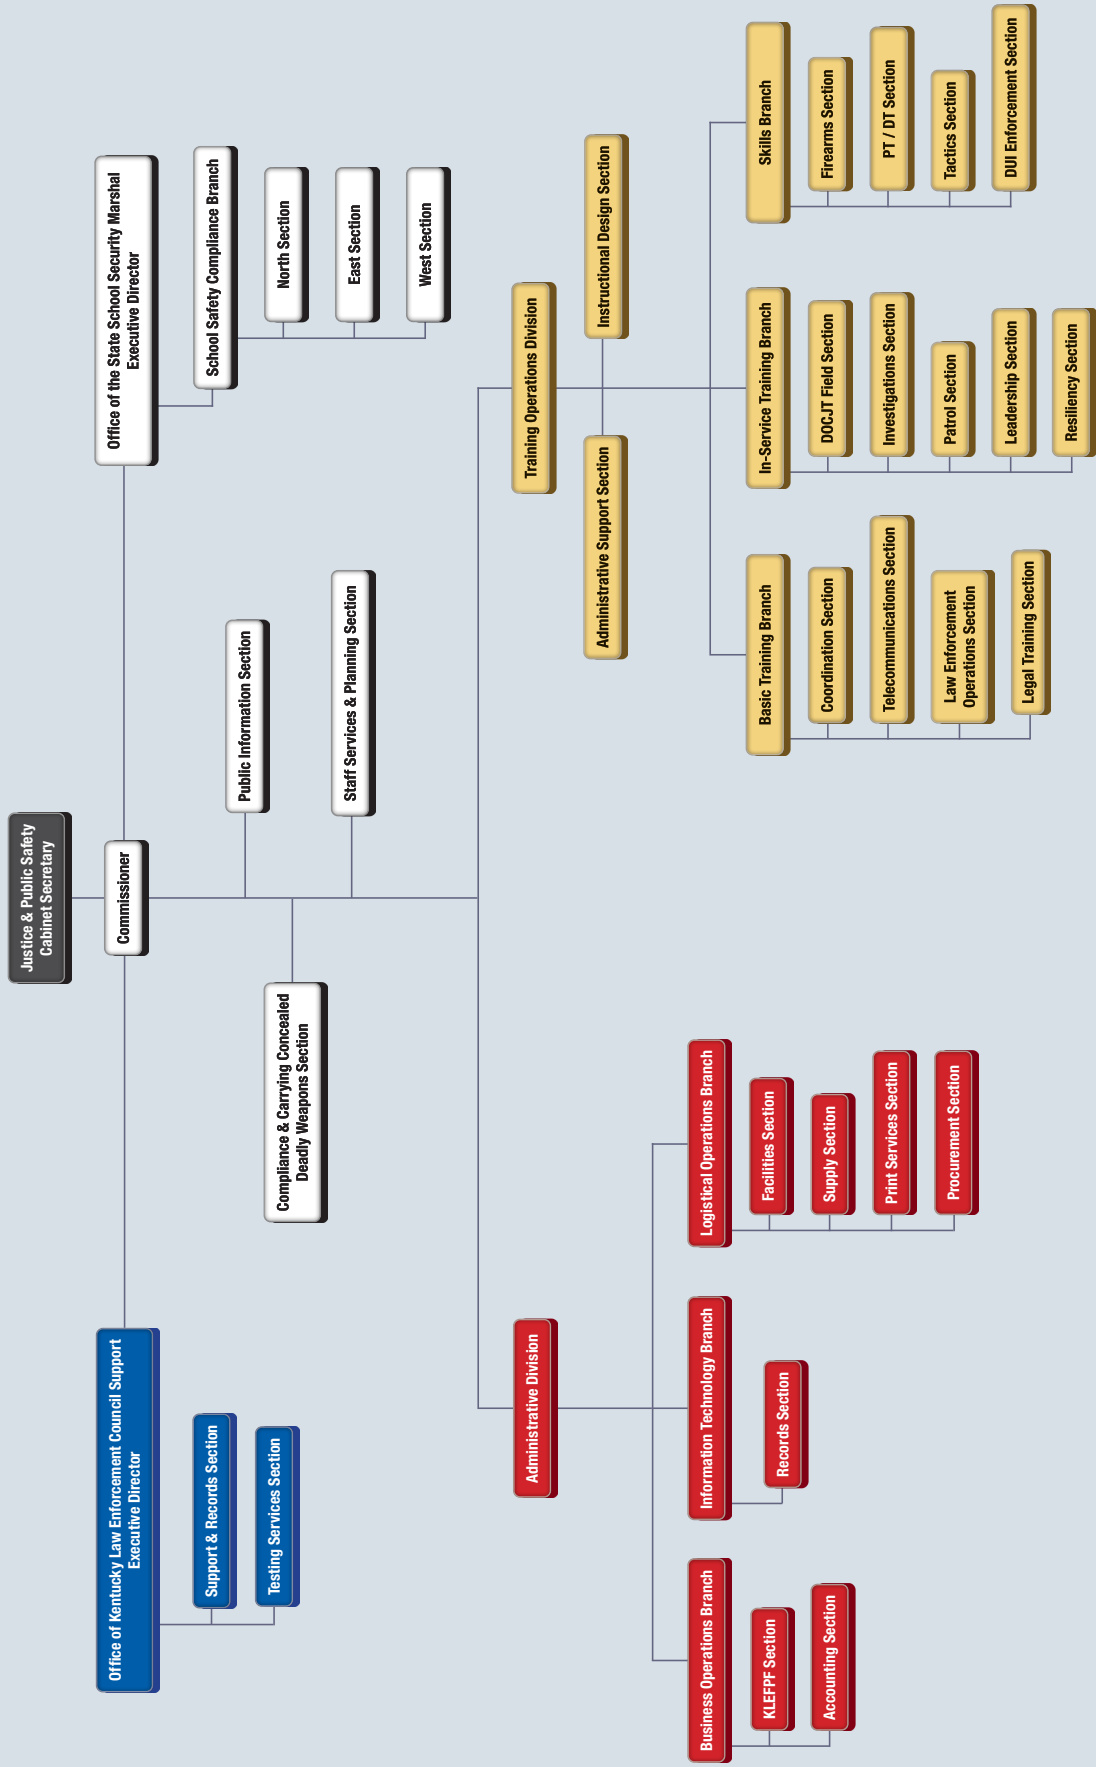 Justice & Public Safety
Cabinet Secretary
Commissioner
Office of Kentucky Law Enforcement Council Support
Executive Director
Support & Records Section
Testing Services Section
Office of the State School Security Marshal
Executive Director
School Safety Compliance Branch
North Section
East Section
West Section
Public Information Section
Compliance & Carrying Concealed
Deadly Weapons Section
Staff Services & Planning Section
Administrative Division
Business Operations Branch
KLEFPF Section
Accounting Section
Information Technology Branch
Records Section
Logistical Operations Branch
Facilities Section
Supply Section
Print Services Section
Procurement Section
Training Operations Division
Administrative Support Section
Instructional Design Section
Basic Training Branch
Coordination Section
Telecommunications Section
Law Enforcement
Operations Section
Legal Training Section
In-Service Training Branch
DOCJT Field Section
Investigations Section
Patrol Section
Leadership Section
Resiliency Section
Skills Branch
Firearms Section
PT / DT Section
Tactics Section
DUI Enforcement Section